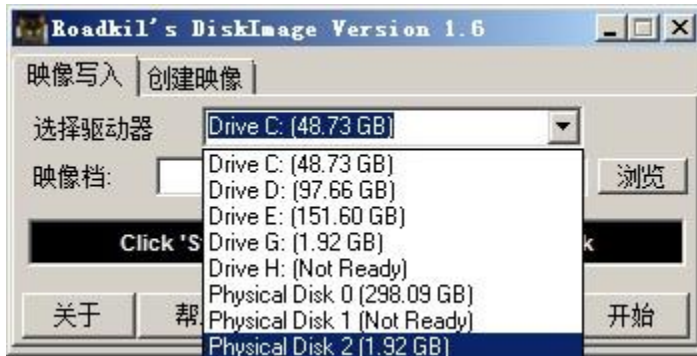 Roadkil's DiskImage Version 1.6
映像写入 创建映像
选择驱动器 Drive C: (48.73 GB)
Drive C: (48.73 GB)
映像档: 浏览
Drive D: (97.66 GB)
Drive E: (151.60 GB)
Click 'S Drive G: (1.92 GB) k
Drive H: (Not Ready)
Physical Disk 0 (298.09 GB)
关于 帮 Physical Disk 1 (Not Ready) 开始
Physical Disk 2 (1.92 GB)